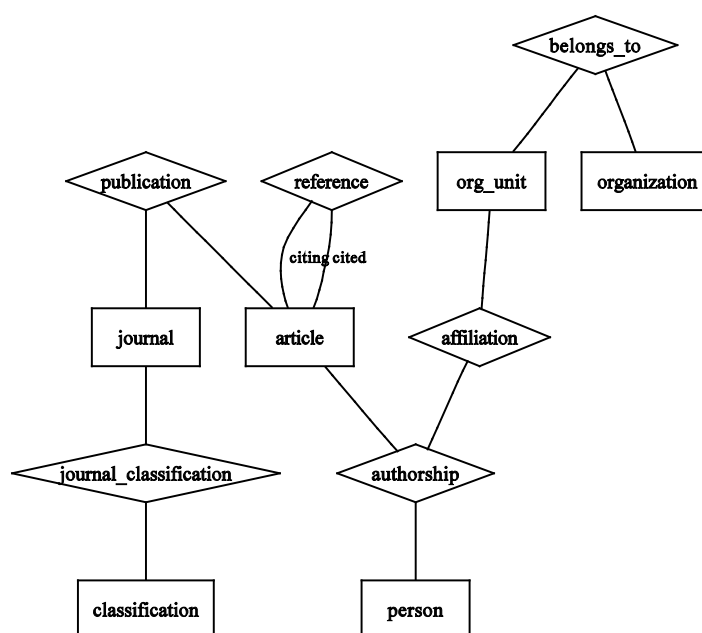 belongs_to
publication
reference
org_unit
organization
citing cited
journal
article
affiliation
journal_classification
authorship
classification
person